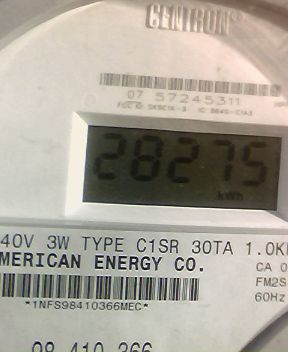 CENTRON®
07 57245311
28275
kWh
40V 3W TYPE C1SR 30TA 1.0K
MERICAN ENERGY CO.
CA 0
FM2S
60Hz
*1NFS98410366MEC*
98 410 366